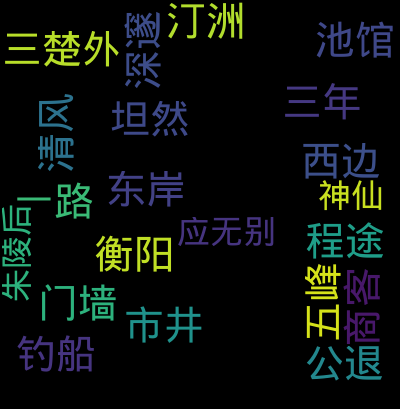 三楚外
深邃
汀洲
池馆
清风
坦然
三年
西边
东岸
神仙
一路
朱陵后
应无别
衡阳
程途
五峰
商客
门墙
市井
钓船
公退